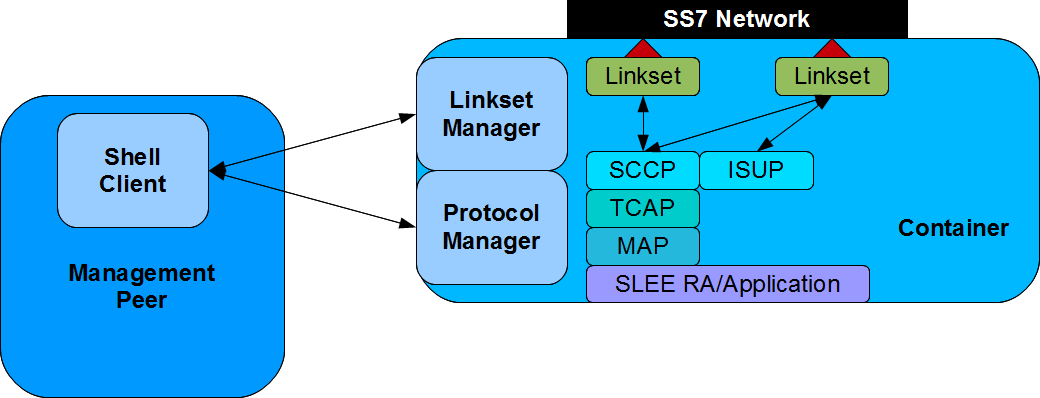 SS7 Network
Linkset
Linkset
Linkset
Manager
Shell
Client
SCCP
ISUP
TCAP
Protocol
Manager
MAP
Container
Management
Peer
SLEE RA/Application